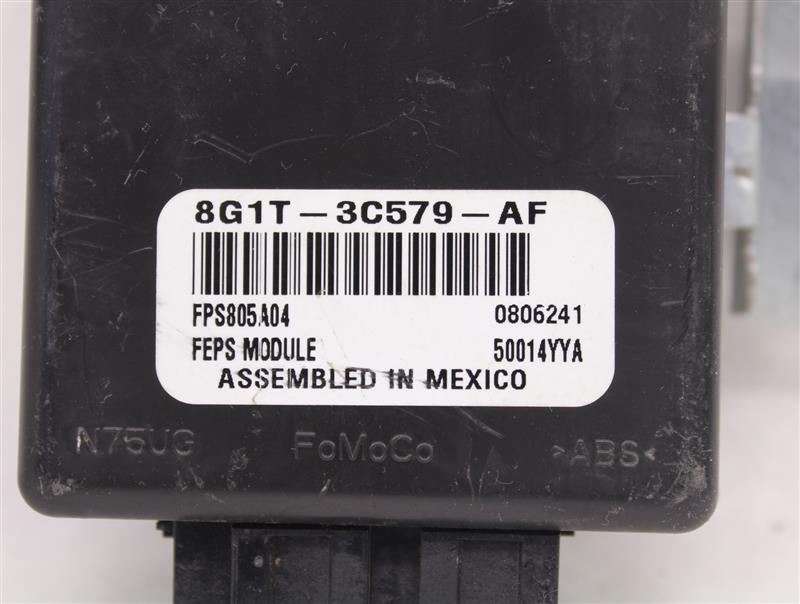 8G1T-3C579-AF
FPS805A04 0806241
FEPS MODULE 50014YYA
ASSEMBLED IN MEXICO
N75UG FoMoCo >ABS<